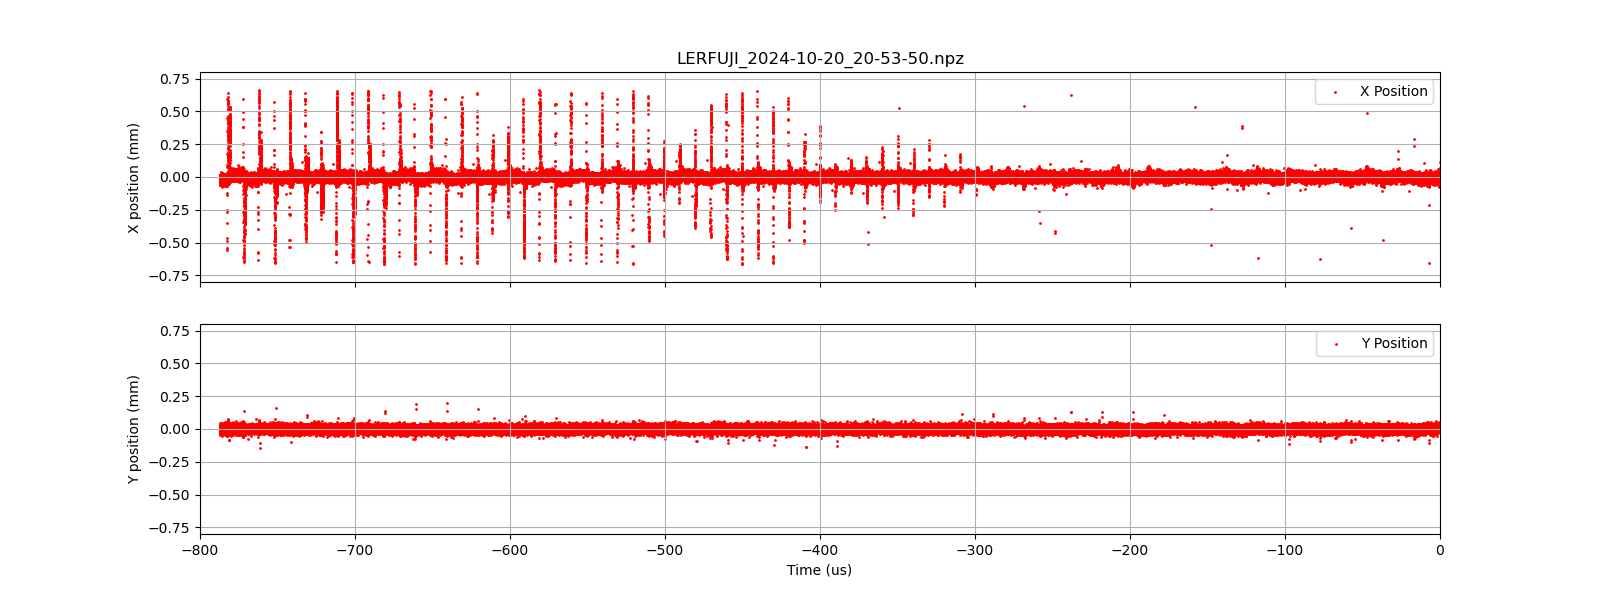 LERFUJI_2024-10-20_20-53-50.npz
X position (mm)
0.75
0.50
0.25
0.00
−0.25
−0.50
−0.75
X Position
−800 −700 −600 −500 −400 −300 −200 −100 0
Y position (mm)
0.75
0.50
0.25
0.00
−0.25
−0.50
−0.75
Y Position
Time (us)